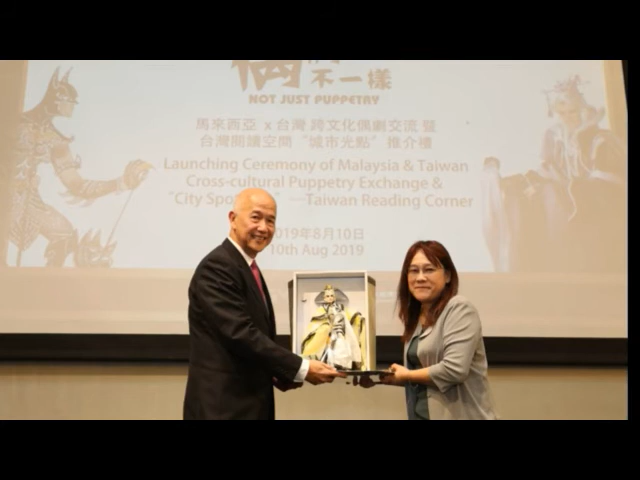 偶
不一樣
NOT JUST PUPPETRY
馬來西亞 x 台灣 跨文化偶劇交流 暨
台灣閱讀空間 “城市光點” 推介禮
Launching Ceremony of Malaysia & Taiwan
Cross-cultural Puppetry Exchange &
"City Spo —Taiwan Reading Corner
019年8月10日
10th Aug 2019